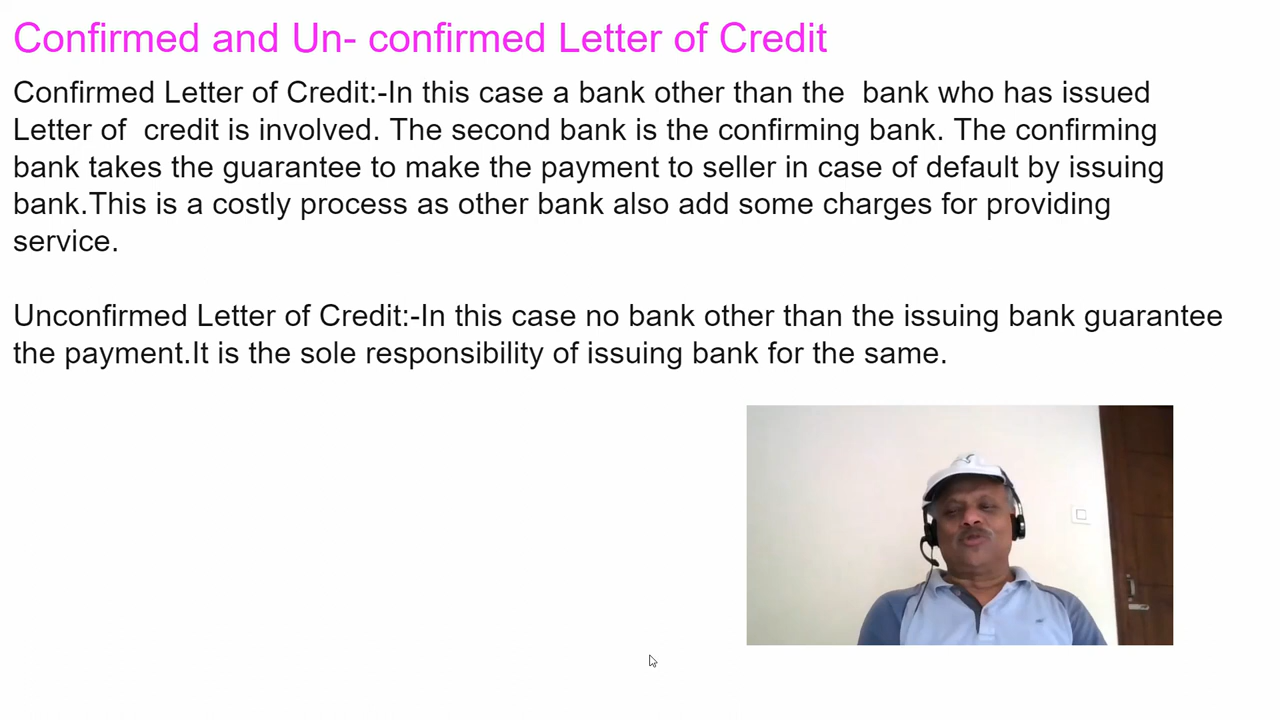 Confirmed and Un- confirmed Letter of Credit
Confirmed Letter of Credit:-In this case a bank other than the  bank who has issued
Letter of  credit is involved. The second bank is the confirming bank. The confirming
bank takes the guarantee to make the payment to seller in case of default by issuing
bank.This is a costly process as other bank also add some charges for providing
service.
Unconfirmed Letter of Credit:-In this case no bank other than the issuing bank guarantee
the payment.It is the sole responsibility of issuing bank for the same.